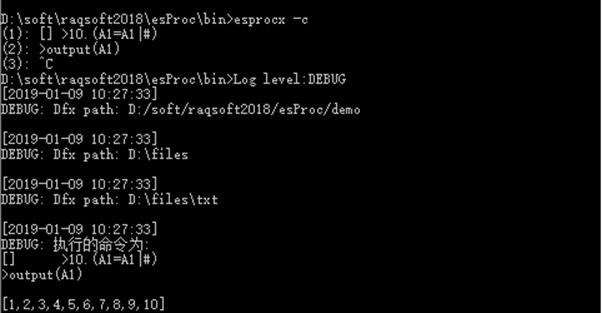 D:\soft\raqsoft2018\esProc\bin>esprocx -c
(1): [] >10.(A1=A1|#)
(2): >output(A1)
(3): ^C
D:\soft\raqsoft2018\esProc\bin>Log level:DEBUG
[2019-01-09 10:27:33]
DEBUG: Dfx path: D:/soft/raqsoft2018/esProc/demo
[2019-01-09 10:27:33]
DEBUG: Dfx path: D:\files
[2019-01-09 10:27:33]
DEBUG: Dfx path: D:\files\txt
[2019-01-09 10:27:33]
DEBUG: 执行的命令为:
[]      >10.(A1=A1|#)
>output(A1)
[1,2,3,4,5,6,7,8,9,10]